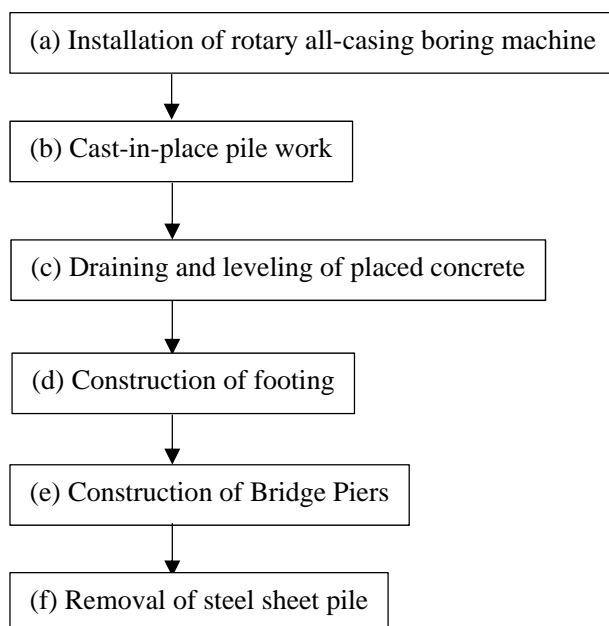 (a) Installation of rotary all-casing boring machine
(b) Cast-in-place pile work
(c) Draining and leveling of placed concrete
(d) Construction of footing
(e) Construction of Bridge Piers
(f) Removal of steel sheet pile